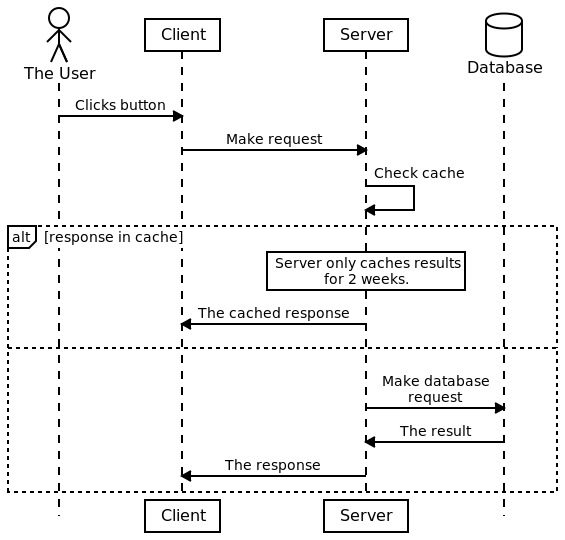 Client
Server
The User
Database
Clicks button
Make request
Check cache
alt
[response in cache]
Server only caches results
for 2 weeks.
The cached response
Make database
request
The result
The response
Client
Server